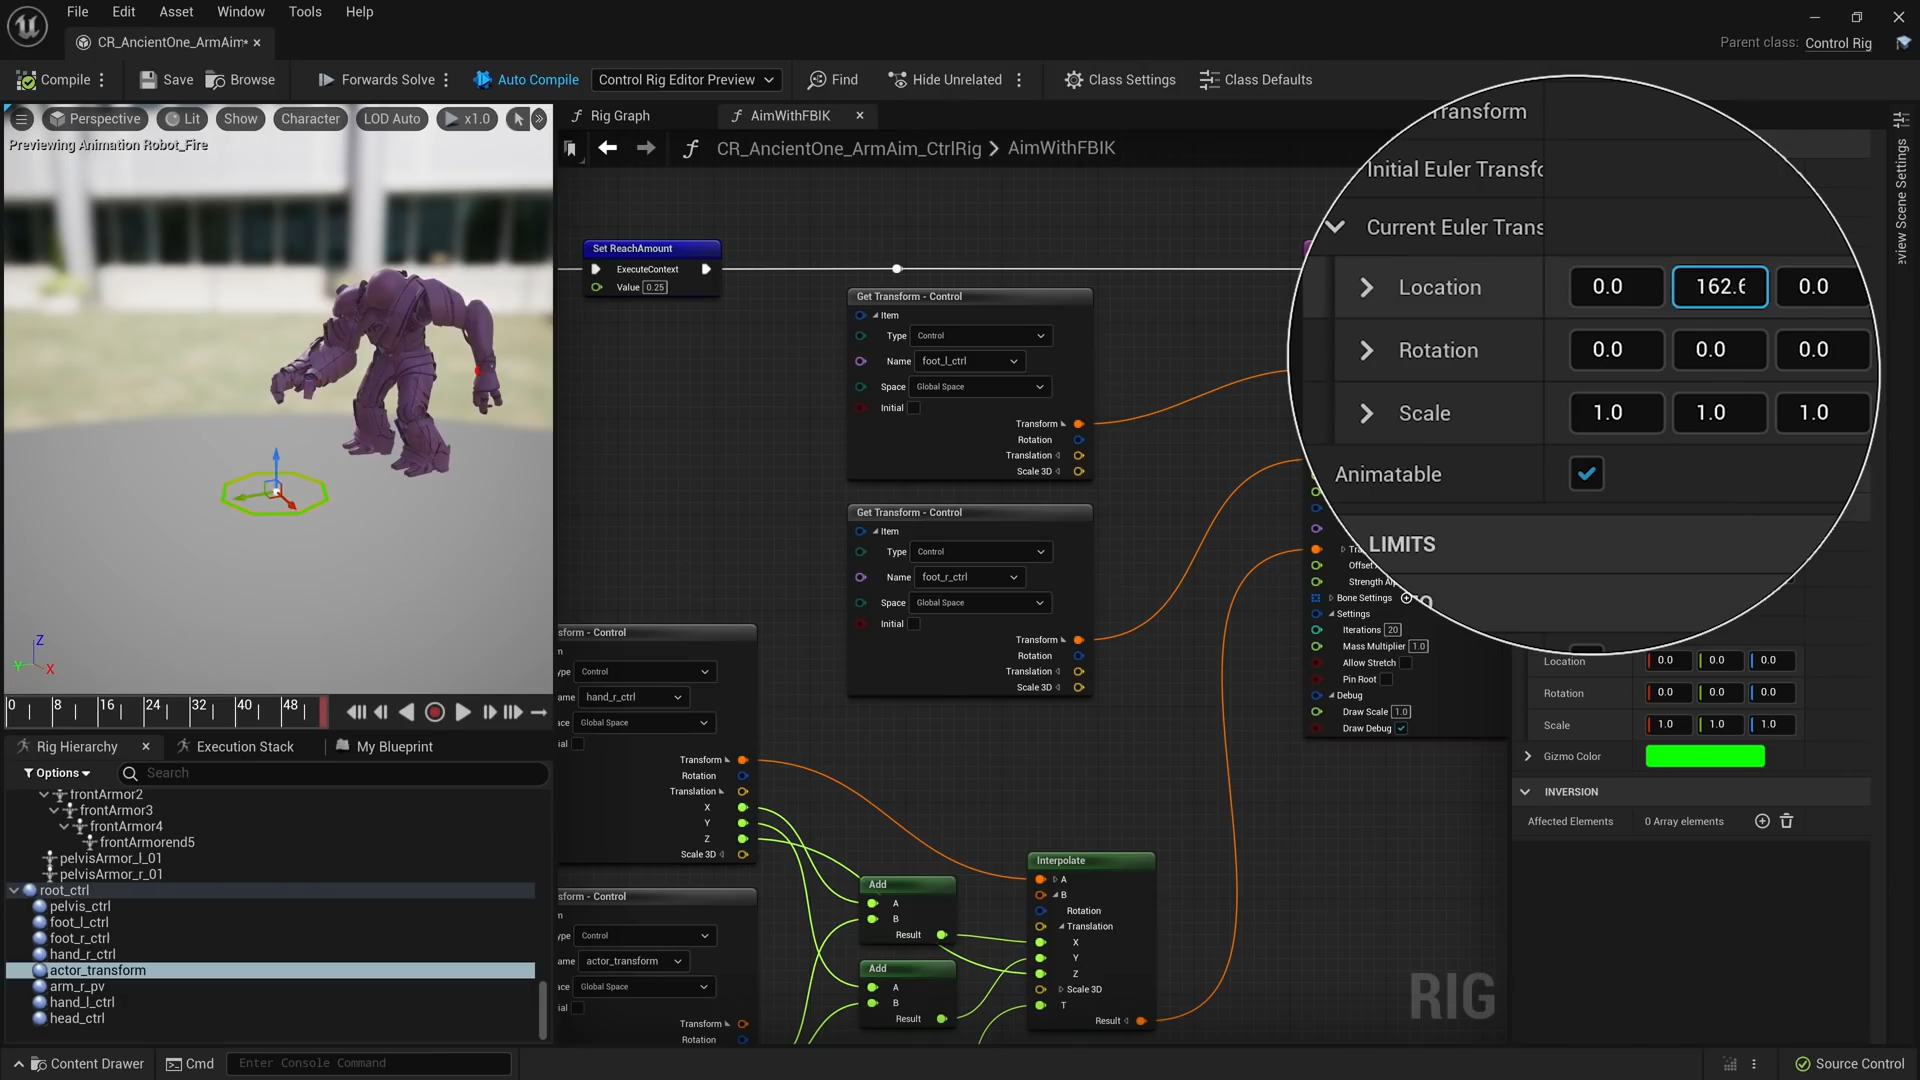 File Edit Asset Window Tools Help
CR_AncientOne_ArmAim*
Parent class: Control Rig
Compile Save Browse Forwards Solve Auto Compile Control Rig Editor Preview Find Hide Unrelated Class Settings Class Defaults
Perspective Lit Show Character LOD Auto x1.0
Previewing Animation Robot_Fire
Z
Y X
0 8 16 24 32 40 48
Rig Hierarchy Execution Stack My Blueprint
Options Search
frontArmor2
frontArmor3
frontArmor4
frontArmorend5
pelvisArmor_l_01
pelvisArmor_r_01
root_ctrl
pelvis_ctrl
foot_l_ctrl
foot_r_ctrl
hand_r_ctrl
actor_transform
arm_r_pv
hand_l_ctrl
head_ctrl
Content Drawer Cmd Enter Console Command
Source Control
Rig Graph AimWithFBIK
CR_AncientOne_ArmAim_CtrlRig > AimWithFBIK
Set ReachAmount
ExecuteContext
Value 0.25
Get Transform - Control
Item
Type Control
Name foot_l_ctrl
Space Global Space
Initial
Transform
Rotation
Translation
Scale 3D
Get Transform - Control
Item
Type Control
Name foot_r_ctrl
Space Global Space
Initial
Transform
Rotation
Translation
Scale 3D
sform - Control
Control
hand_r_ctrl
Global Space
Transform
Rotation
Translation
X
Y
Z
Scale 3D
sform - Control
Control
actor_transform
Global Space
Transform
Rotation
Add
A
B
Result
Add
A
B
Result
Interpolate
A
B
Rotation
Translation
X
Y
Z
Scale 3D
T
Result
RIG
Bone Settings
Settings
Iterations 20
Mass Multiplier 1.0
Allow Stretch
Pin Root
Debug
Draw Scale 1.0
Draw Debug
ransform
Initial Euler Transf
Current Euler Trans
Location 0.0 162.6 0.0
Rotation 0.0 0.0 0.0
Scale 1.0 1.0 1.0
Animatable
LIMITS
Location 0.0 0.0 0.0
Rotation 0.0 0.0 0.0
Scale 1.0 1.0 1.0
Gizmo Color
INVERSION
Affected Elements 0 Array elements
view Scene Settings